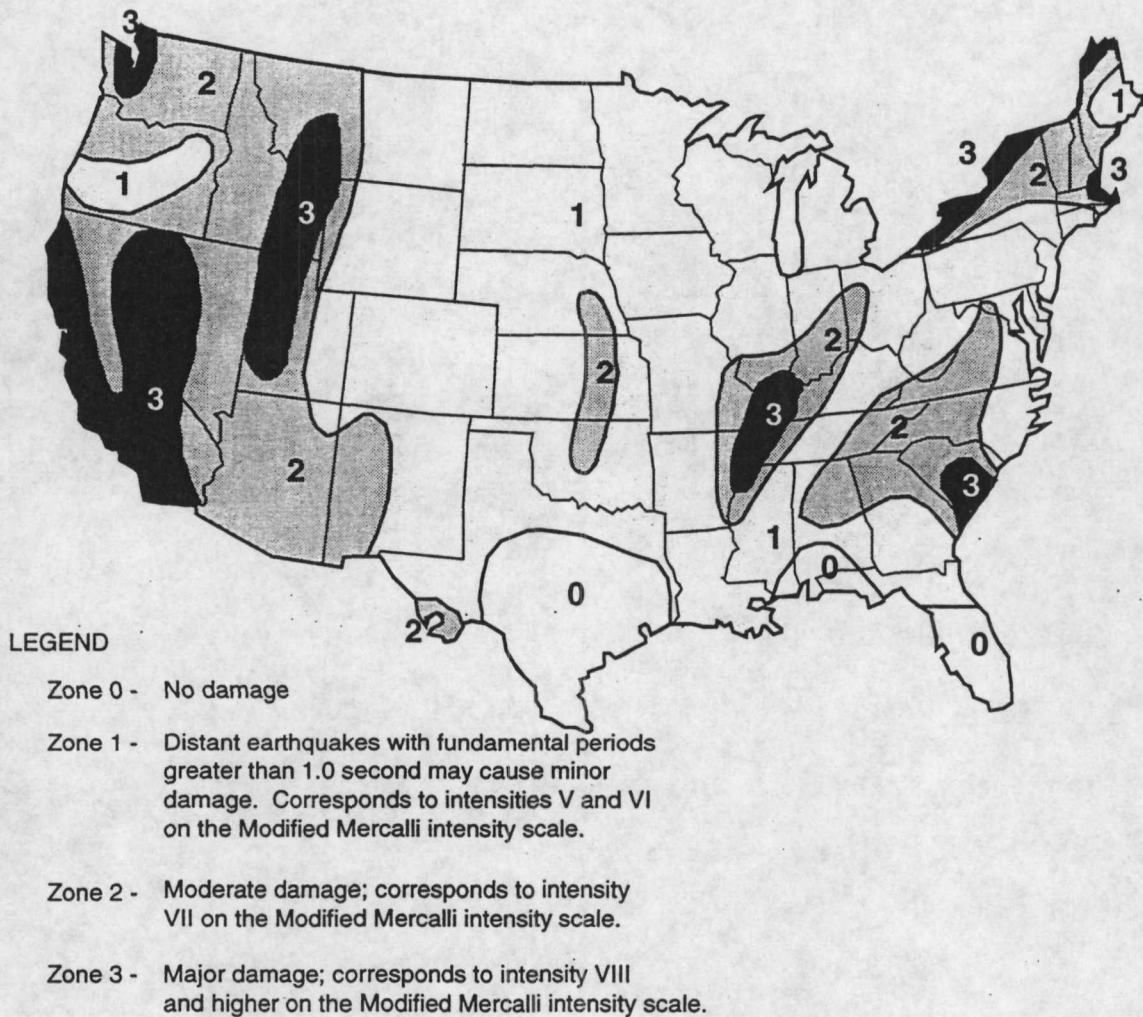 3
2
1
3
3
2
1
2
2
3
2
3
0
2
1
0
0
3
2
1
3
2
LEGEND
Zone 0 - No damage
Zone 1 - Distant earthquakes with fundamental periods
greater than 1.0 second may cause minor
damage. Corresponds to intensities V and VI
on the Modified Mercalli intensity scale.
Zone 2 - Moderate damage; corresponds to intensity
VII on the Modified Mercalli intensity scale.
Zone 3 - Major damage; corresponds to intensity VIII
and higher on the Modified Mercalli intensity scale.